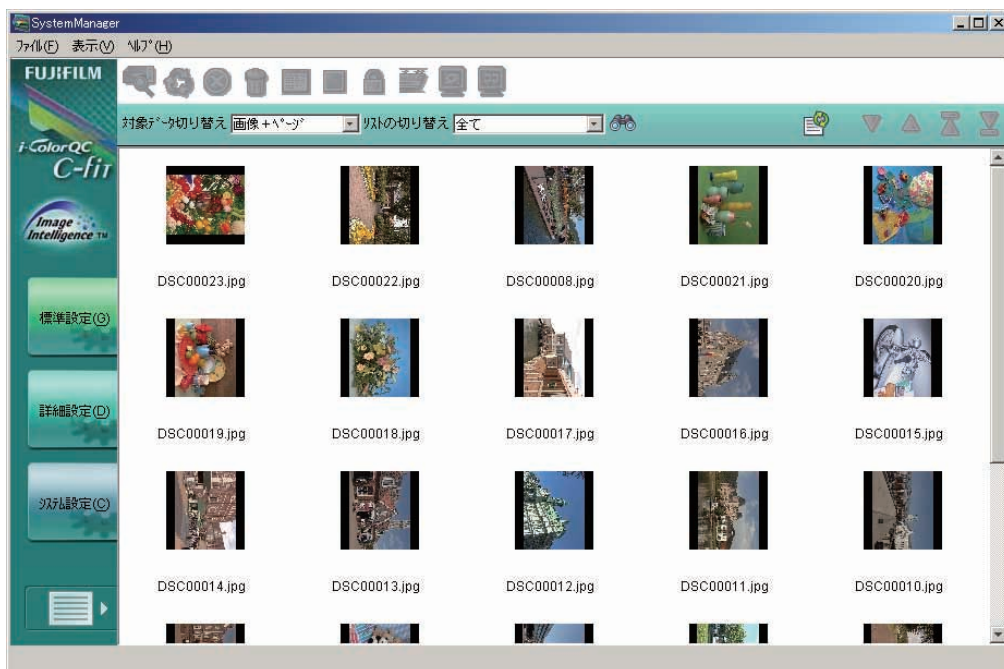 SystemManager
ﾌｧｲﾙ(F) 表示(V) ﾍﾙﾌﾟ(H)
FUJIFILM
対象ﾃﾞｰﾀ切り替え 画像+ﾍﾟｰｼﾞ ﾘｽﾄの切り替え 全て
i-ColorQC
C-fit
Image
Intelligence TM
DSC00023.jpg DSC00022.jpg DSC00008.jpg DSC00021.jpg DSC00020.jpg
標準設定(G)
DSC00019.jpg DSC00018.jpg DSC00017.jpg DSC00016.jpg DSC00015.jpg
詳細設定(D)
ｼｽﾃﾑ設定(C)
DSC00014.jpg DSC00013.jpg DSC00012.jpg DSC00011.jpg DSC00010.jpg